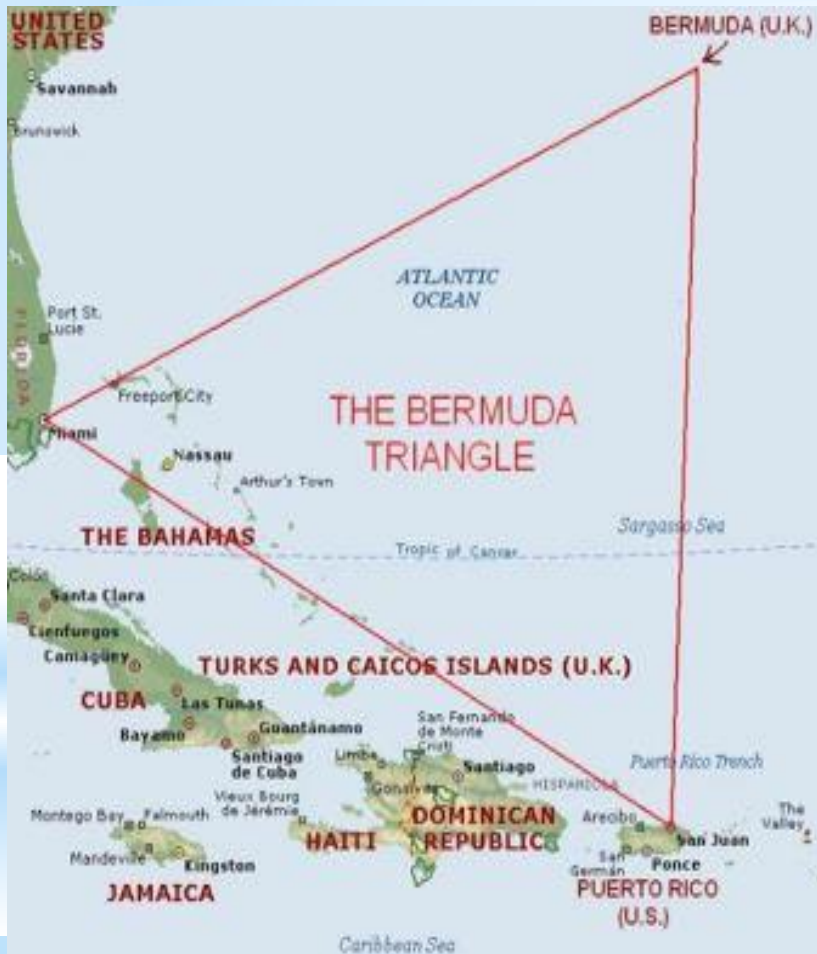 UNITED
STATES
BERMUDA (U.K.)
Savannah
Brunswick
ATLANTIC
OCEAN
Port St.
Lucie
FLORIDA
Freeport City
THE BERMUDA
TRIANGLE
Miami
Nassau
Arthur's Town
Sargasso Sea
THE BAHAMAS
Tropic of Cancer
Colón
Santa Clara
Cienfuegos
Camagüey
TURKS AND CAICOS ISLANDS (U.K.)
CUBA
Las Tunas
Bayamo
Guantánamo
San Fernando
de Monte
Cristi
Santiago
de Cuba
Limbe
Santiago
Puerto Rico Trench
Gonaïves
HISPANIOLA
Vieux Bourg
de Jérémie
Montego Bay
Falmouth
DOMINICAN
REPUBLIC
HAITI
Arecibo
San Juan
The
Valley
Mandeville
Kingston
San
Germán
Ponce
JAMAICA
PUERTO RICO
(U.S.)
Caribbean Sea